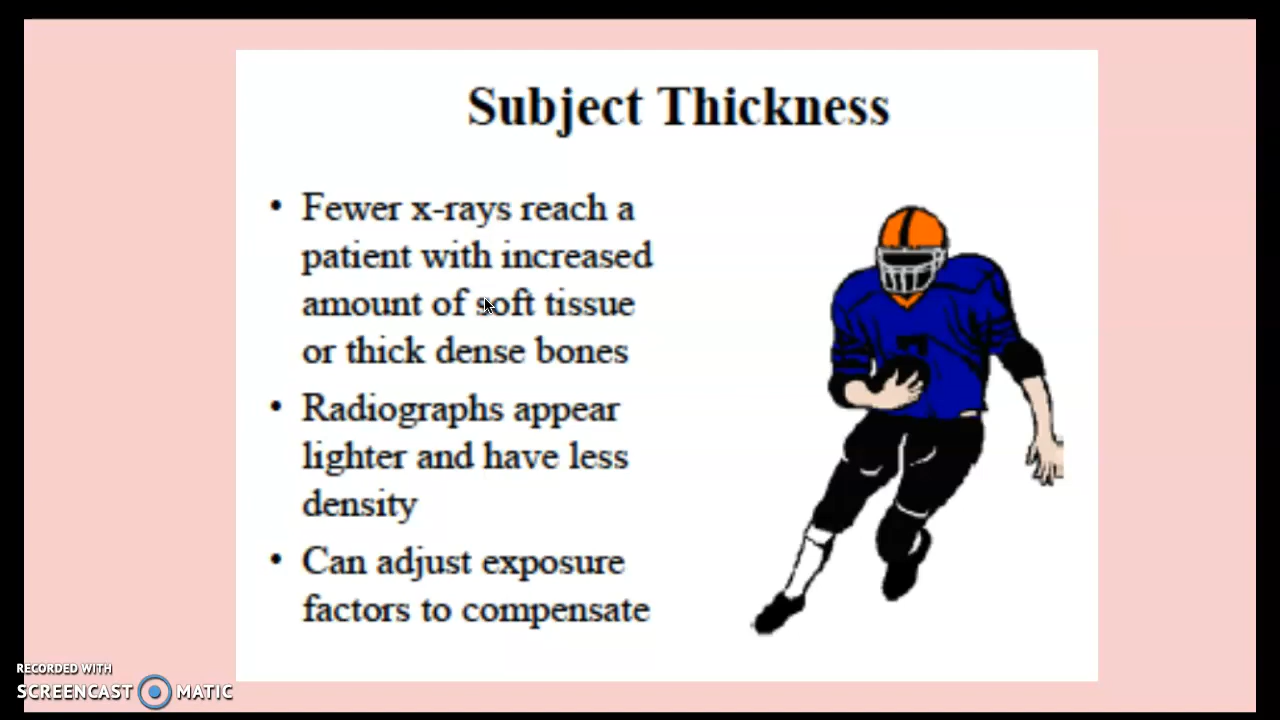 Subject Thickness
• Fewer x-rays reach a
patient with increased
amount of soft tissue
or thick dense bones
• Radiographs appear
lighter and have less
density
• Can adjust exposure
factors to compensate
RECORDED WITH
SCREENCAST MATIC